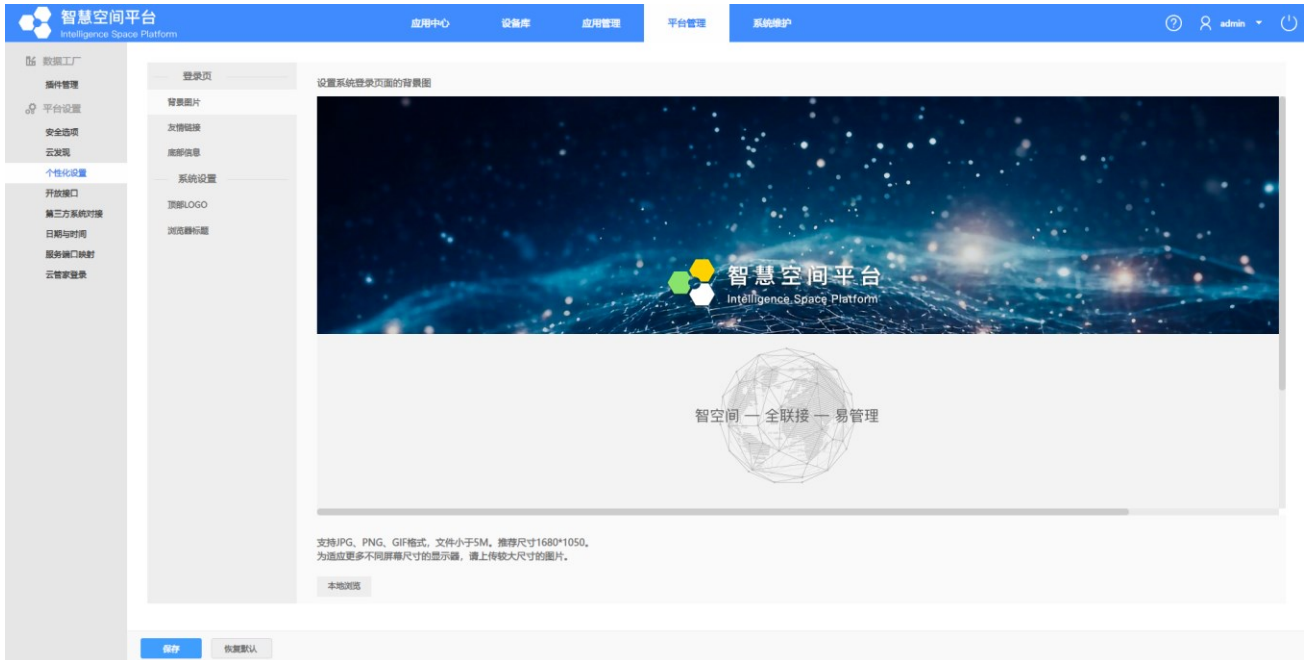 智慧空间平台
Intelligence Space Platform
应用中心
设备库
应用管理
平台管理
系统维护
admin
数据工厂
插件管理
平台设置
安全选项
云发现
个性化设置
开放接口
第三方系统对接
日期与时间
服务端口映射
云管家登录
登录页
背景图片
友情链接
底部信息
系统设置
顶部LOGO
浏览器标题
设置系统登录页面的背景图
智慧空间平台
Intelligence Space Platform
智空间 — 全联接 — 易管理
支持JPG、PNG、GIF格式，文件小于5M。推荐尺寸1680*1050。
为适应更多不同屏幕尺寸的显示器，请上传较大尺寸的图片。
本地浏览
保存
恢复默认